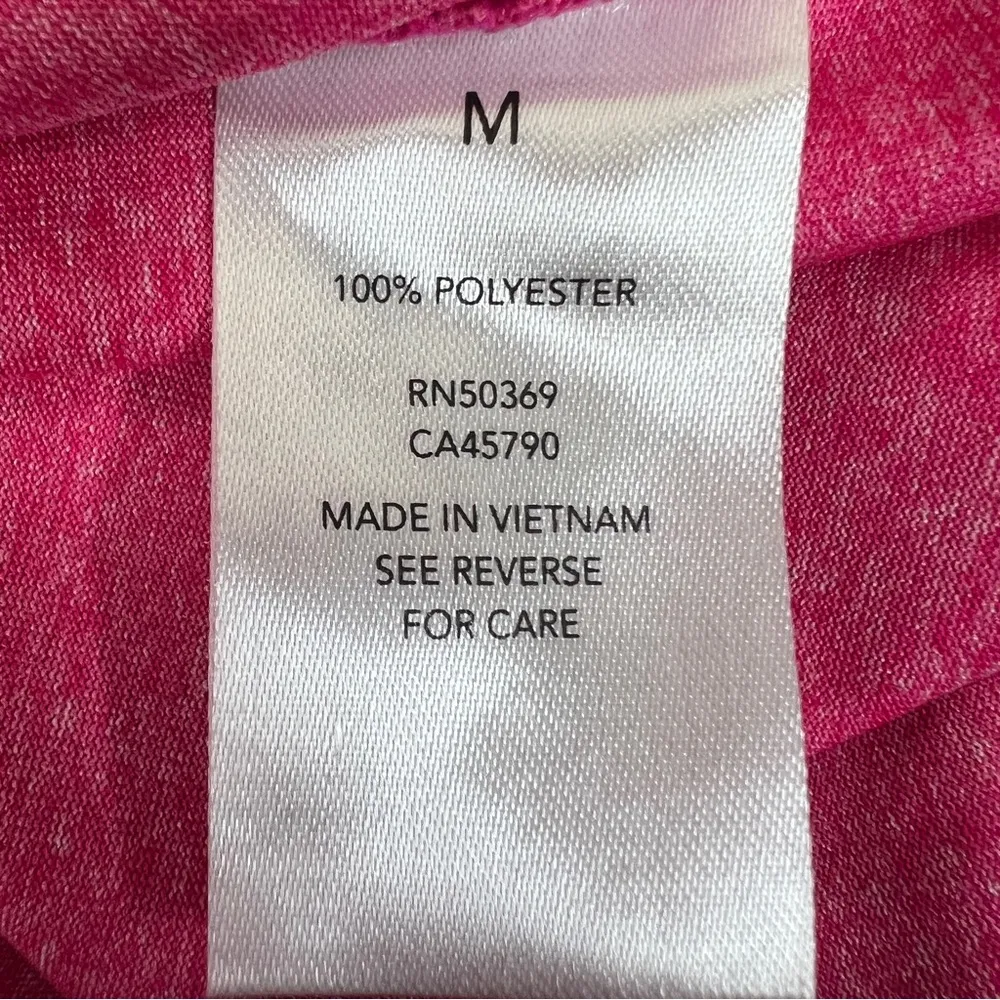 M
100% POLYESTER
RN50369
CA45790
MADE IN VIETNAM
SEE REVERSE
FOR CARE